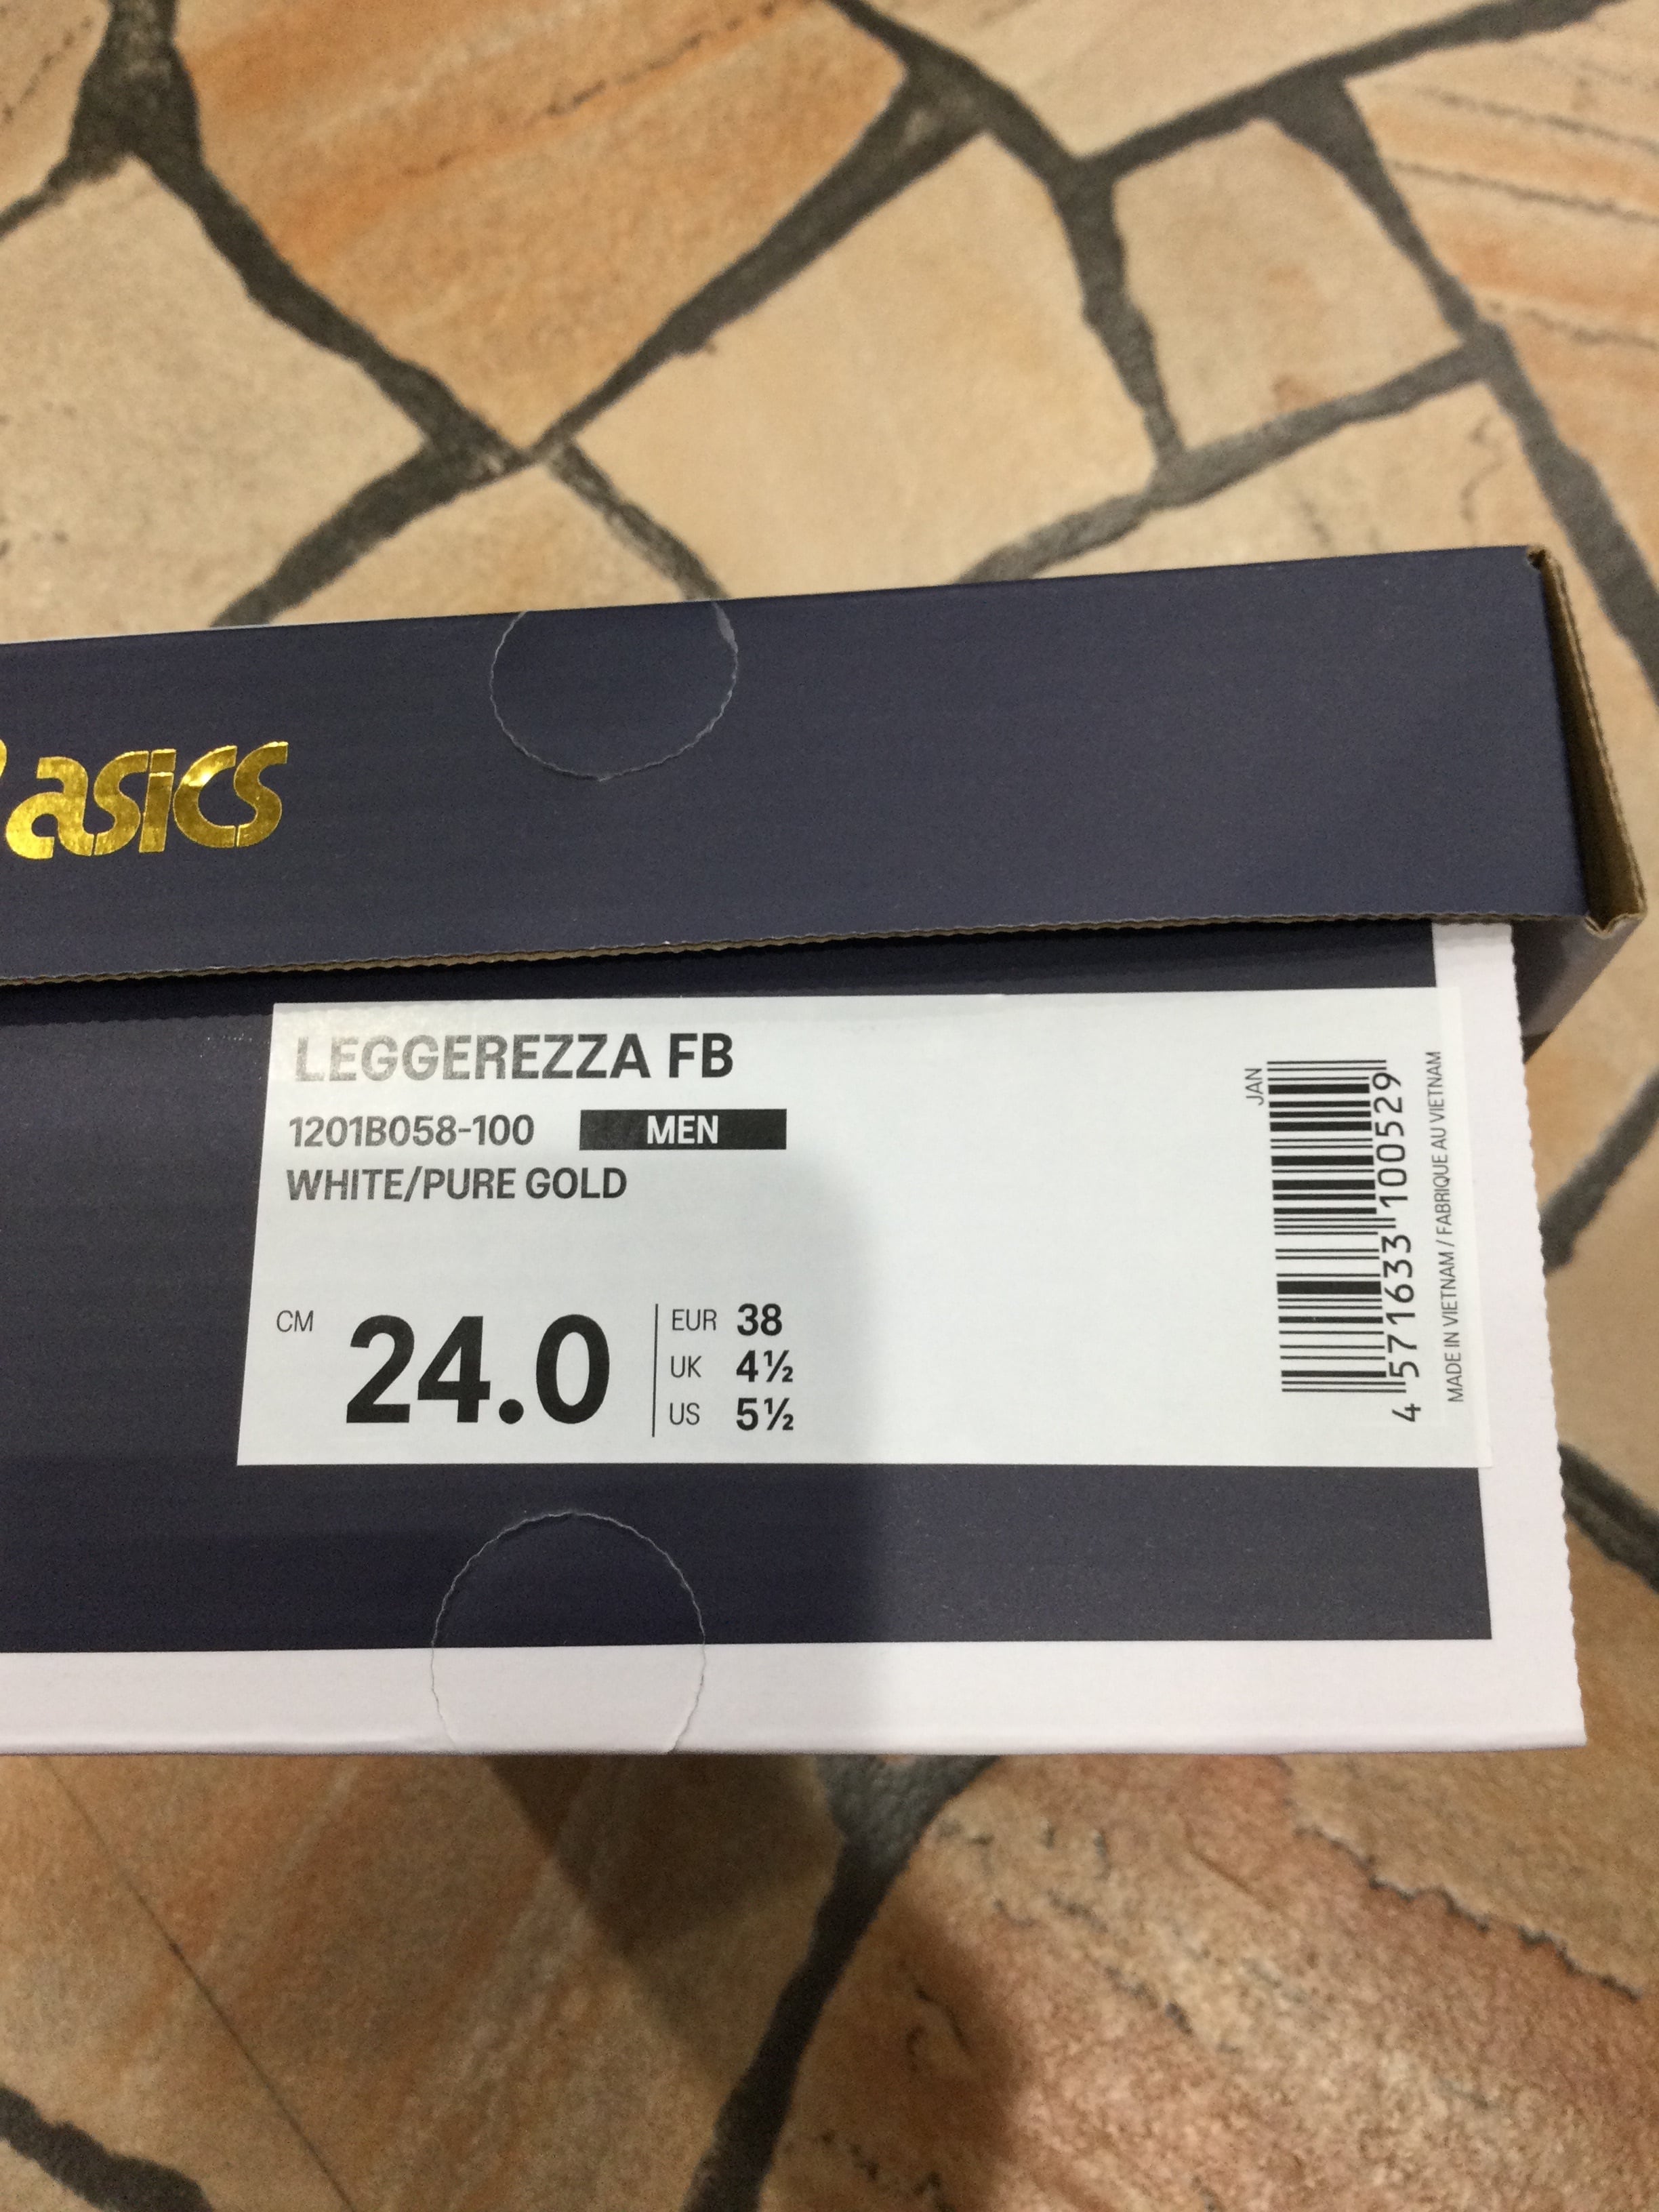 asics
LEGGEREZZA FB
1201B058-100 MEN
WHITE/PURE GOLD
CM 24.0
EUR 38
UK 4½
US 5½
JAN
4 571633 100529
MADE IN VIETNAM / FABRIQUE AU VIETNAM